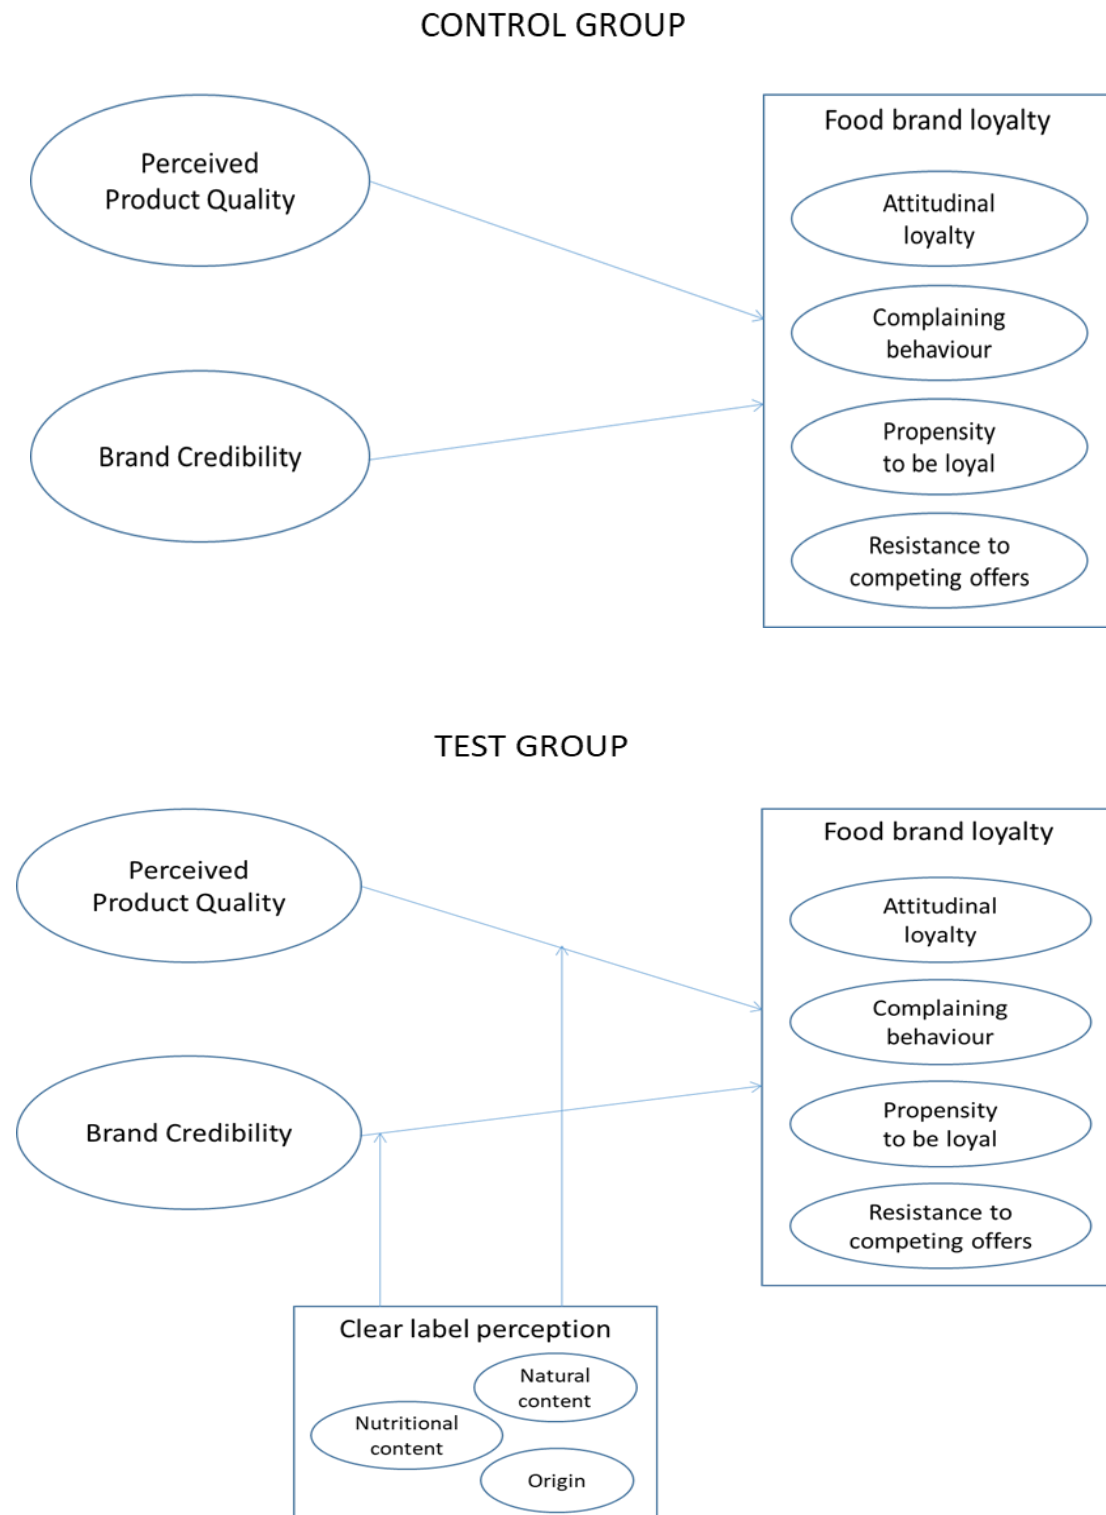 CONTROL GROUP
Perceived
Product Quality
Brand Credibility
Food brand loyalty
Attitudinal
loyalty
Complaining
behaviour
Propensity
to be loyal
Resistance to
competing offers
TEST GROUP
Perceived
Product Quality
Brand Credibility
Food brand loyalty
Attitudinal
loyalty
Complaining
behaviour
Propensity
to be loyal
Resistance to
competing offers
Clear label perception
Natural
content
Nutritional
content
Origin